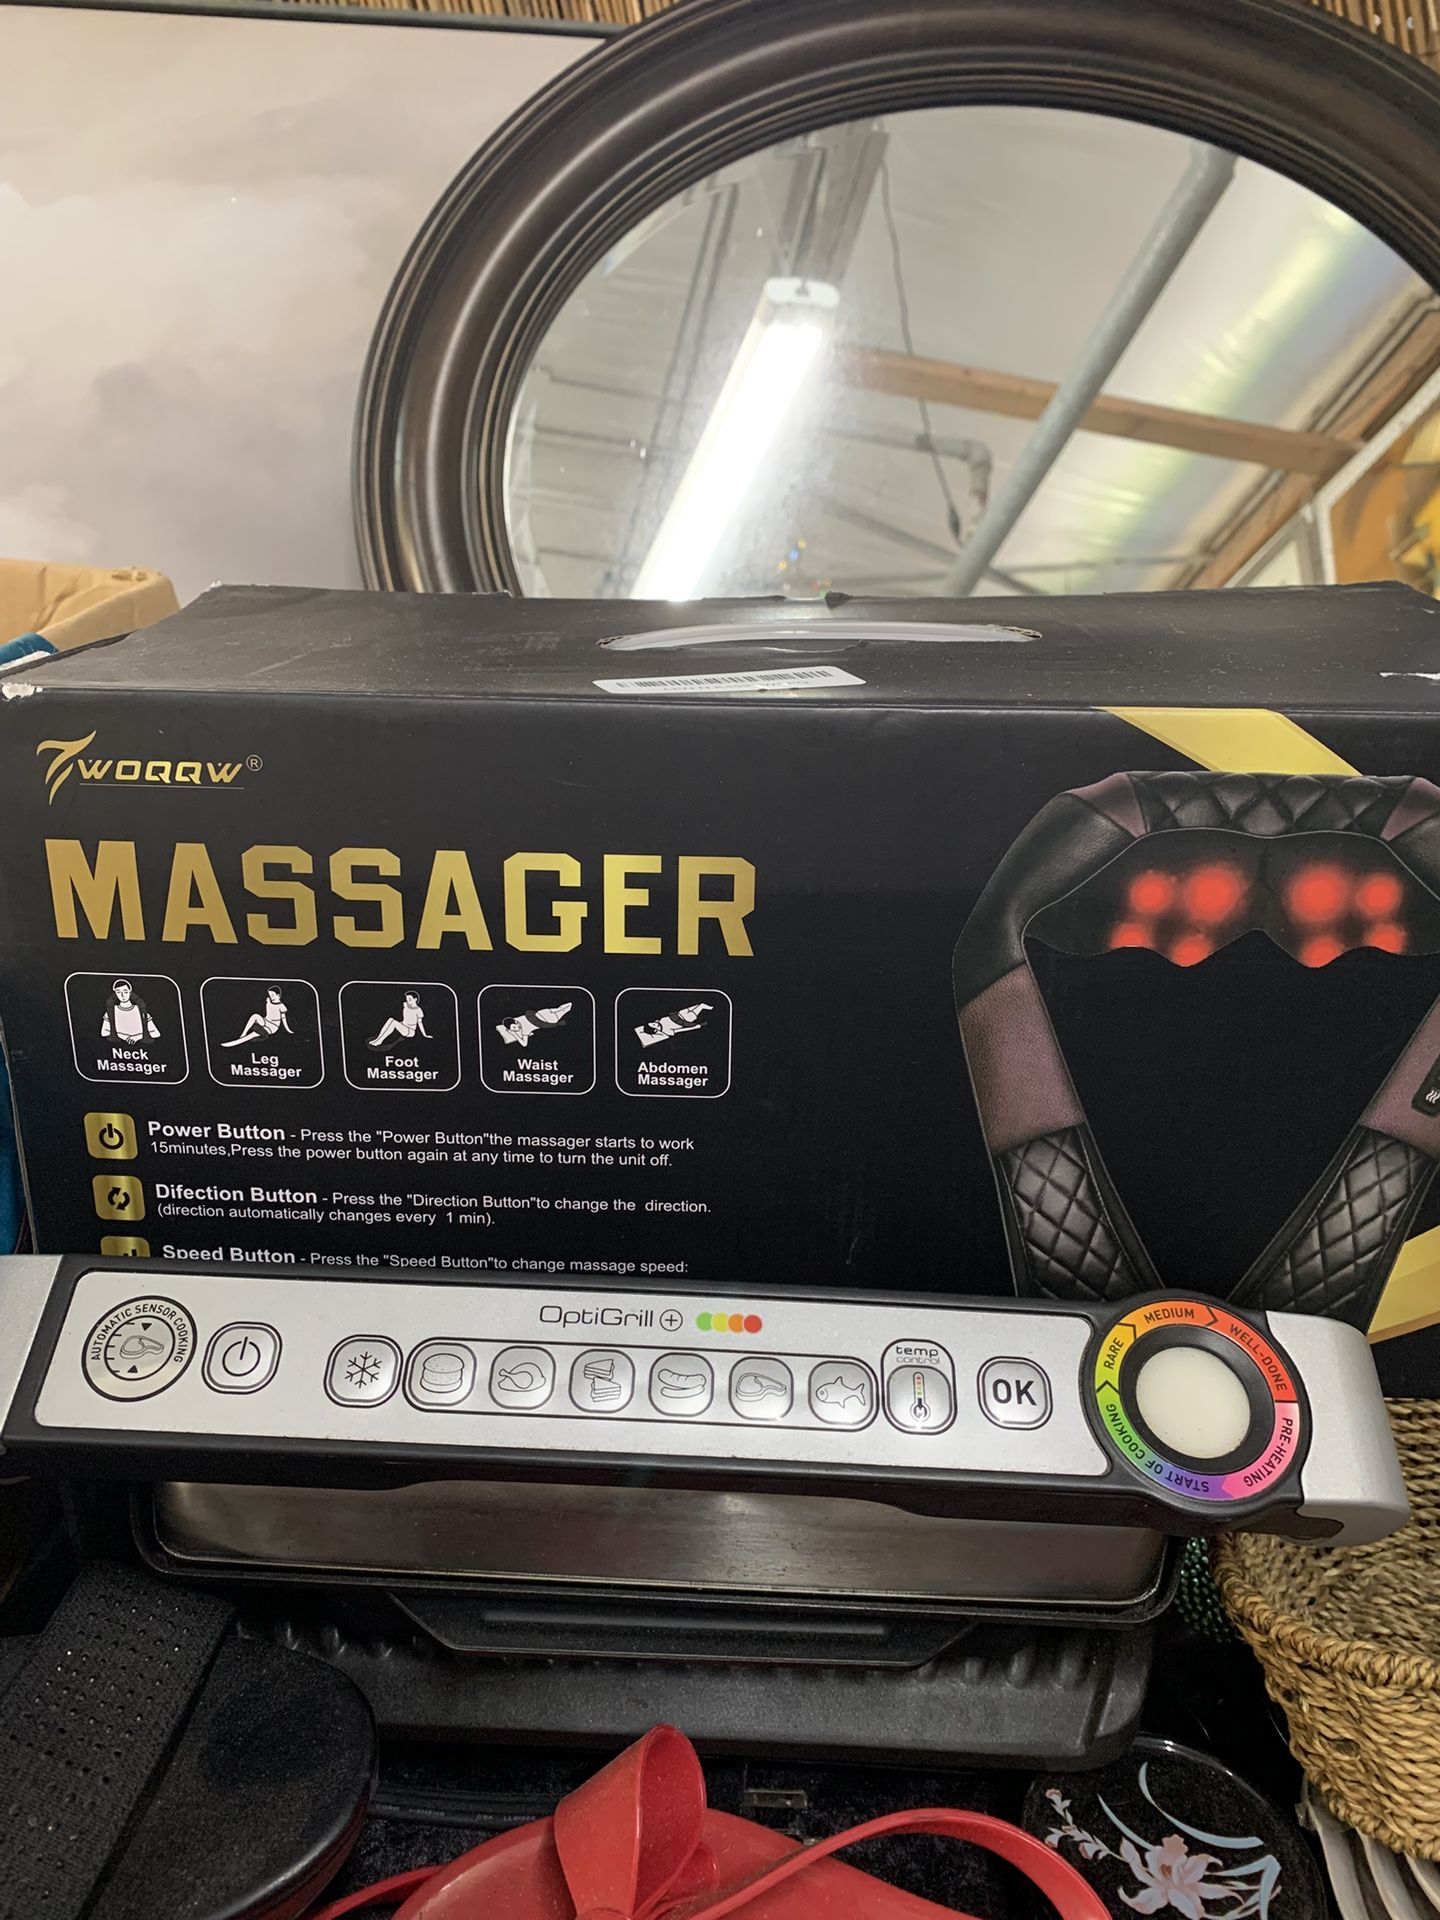 ZWOQQW®
MASSAGER
Neck
Massager
Leg
Massager
Foot
Massager
Waist
Massager
Abdomen
Massager
Power Button - Press the "Power Button"the massager starts to work
15minutes,Press the power button again at any time to turn the unit off.
Difection Button - Press the "Direction Button"to change the direction.
(direction automatically changes every 1 min).
Speed Button - Press the "Speed Button"to change massage speed:
AUTOMATIC SENSOR COOKING
OptiGrill +
temp
control
M
OK
PRE-HEATING
START OF COOKING
RARE
MEDIUM
WELL-DONE